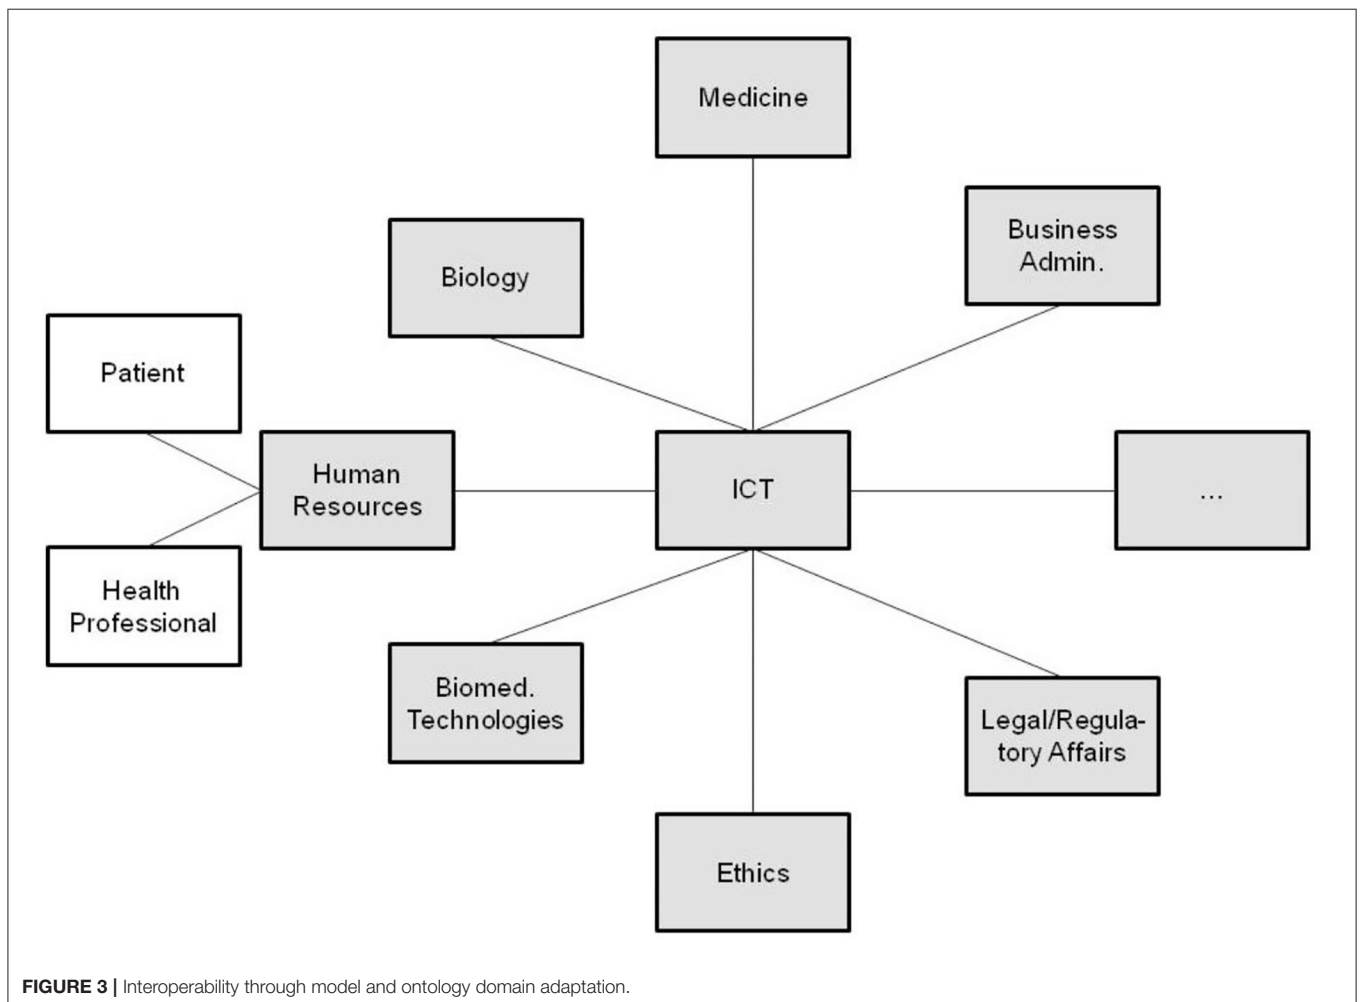 Medicine
Business
Admin.
Biology
Patient
Human
Resources
ICT
...
Health
Professional
Biomed.
Technologies
Legal/Regula-
tory Affairs
Ethics
FIGURE 3 | Interoperability through model and ontology domain adaptation.